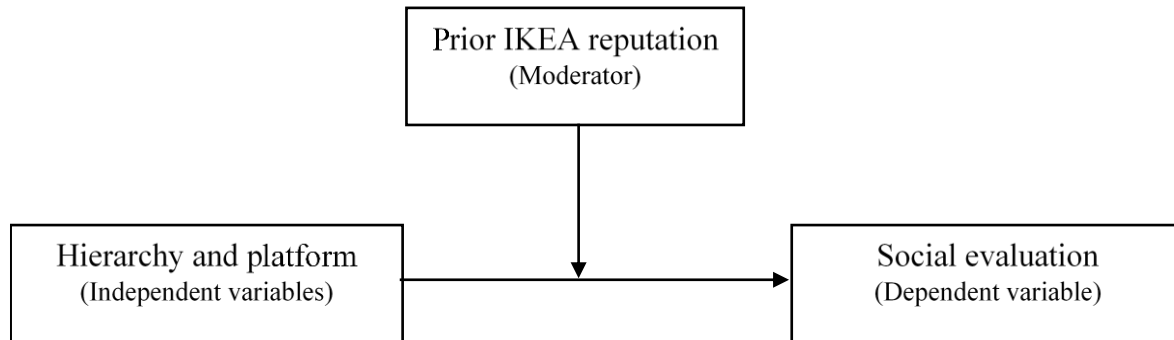 Prior IKEA reputation
(Moderator)
Hierarchy and platform
(Independent variables)
Social evaluation
(Dependent variable)